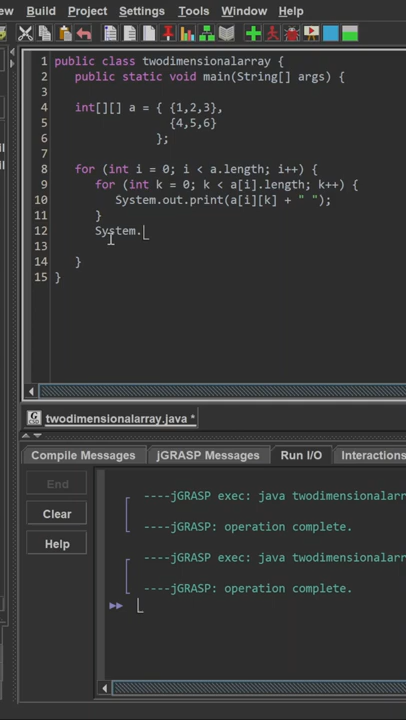 ew Build Project Settings Tools Window Help
1 public class twodimensionalarray {
2 public static void main(String[] args) {
3
4 int[][] a = { {1,2,3},
5 {4,5,6}
6 };
7
8 for (int i = 0; i < a.length; i++) {
9 for (int k = 0; k < a[i].length; k++) {
10 System.out.print(a[i][k] + " ");
11 }
12 System.
13
14 }
15 }
twodimensionalarray.java *
Compile Messages jGRASP Messages Run I/O Interactions
End
Clear
Help
----jGRASP exec: java twodimensionalarr
----jGRASP: operation complete.
----jGRASP exec: java twodimensionalarr
----jGRASP: operation complete.